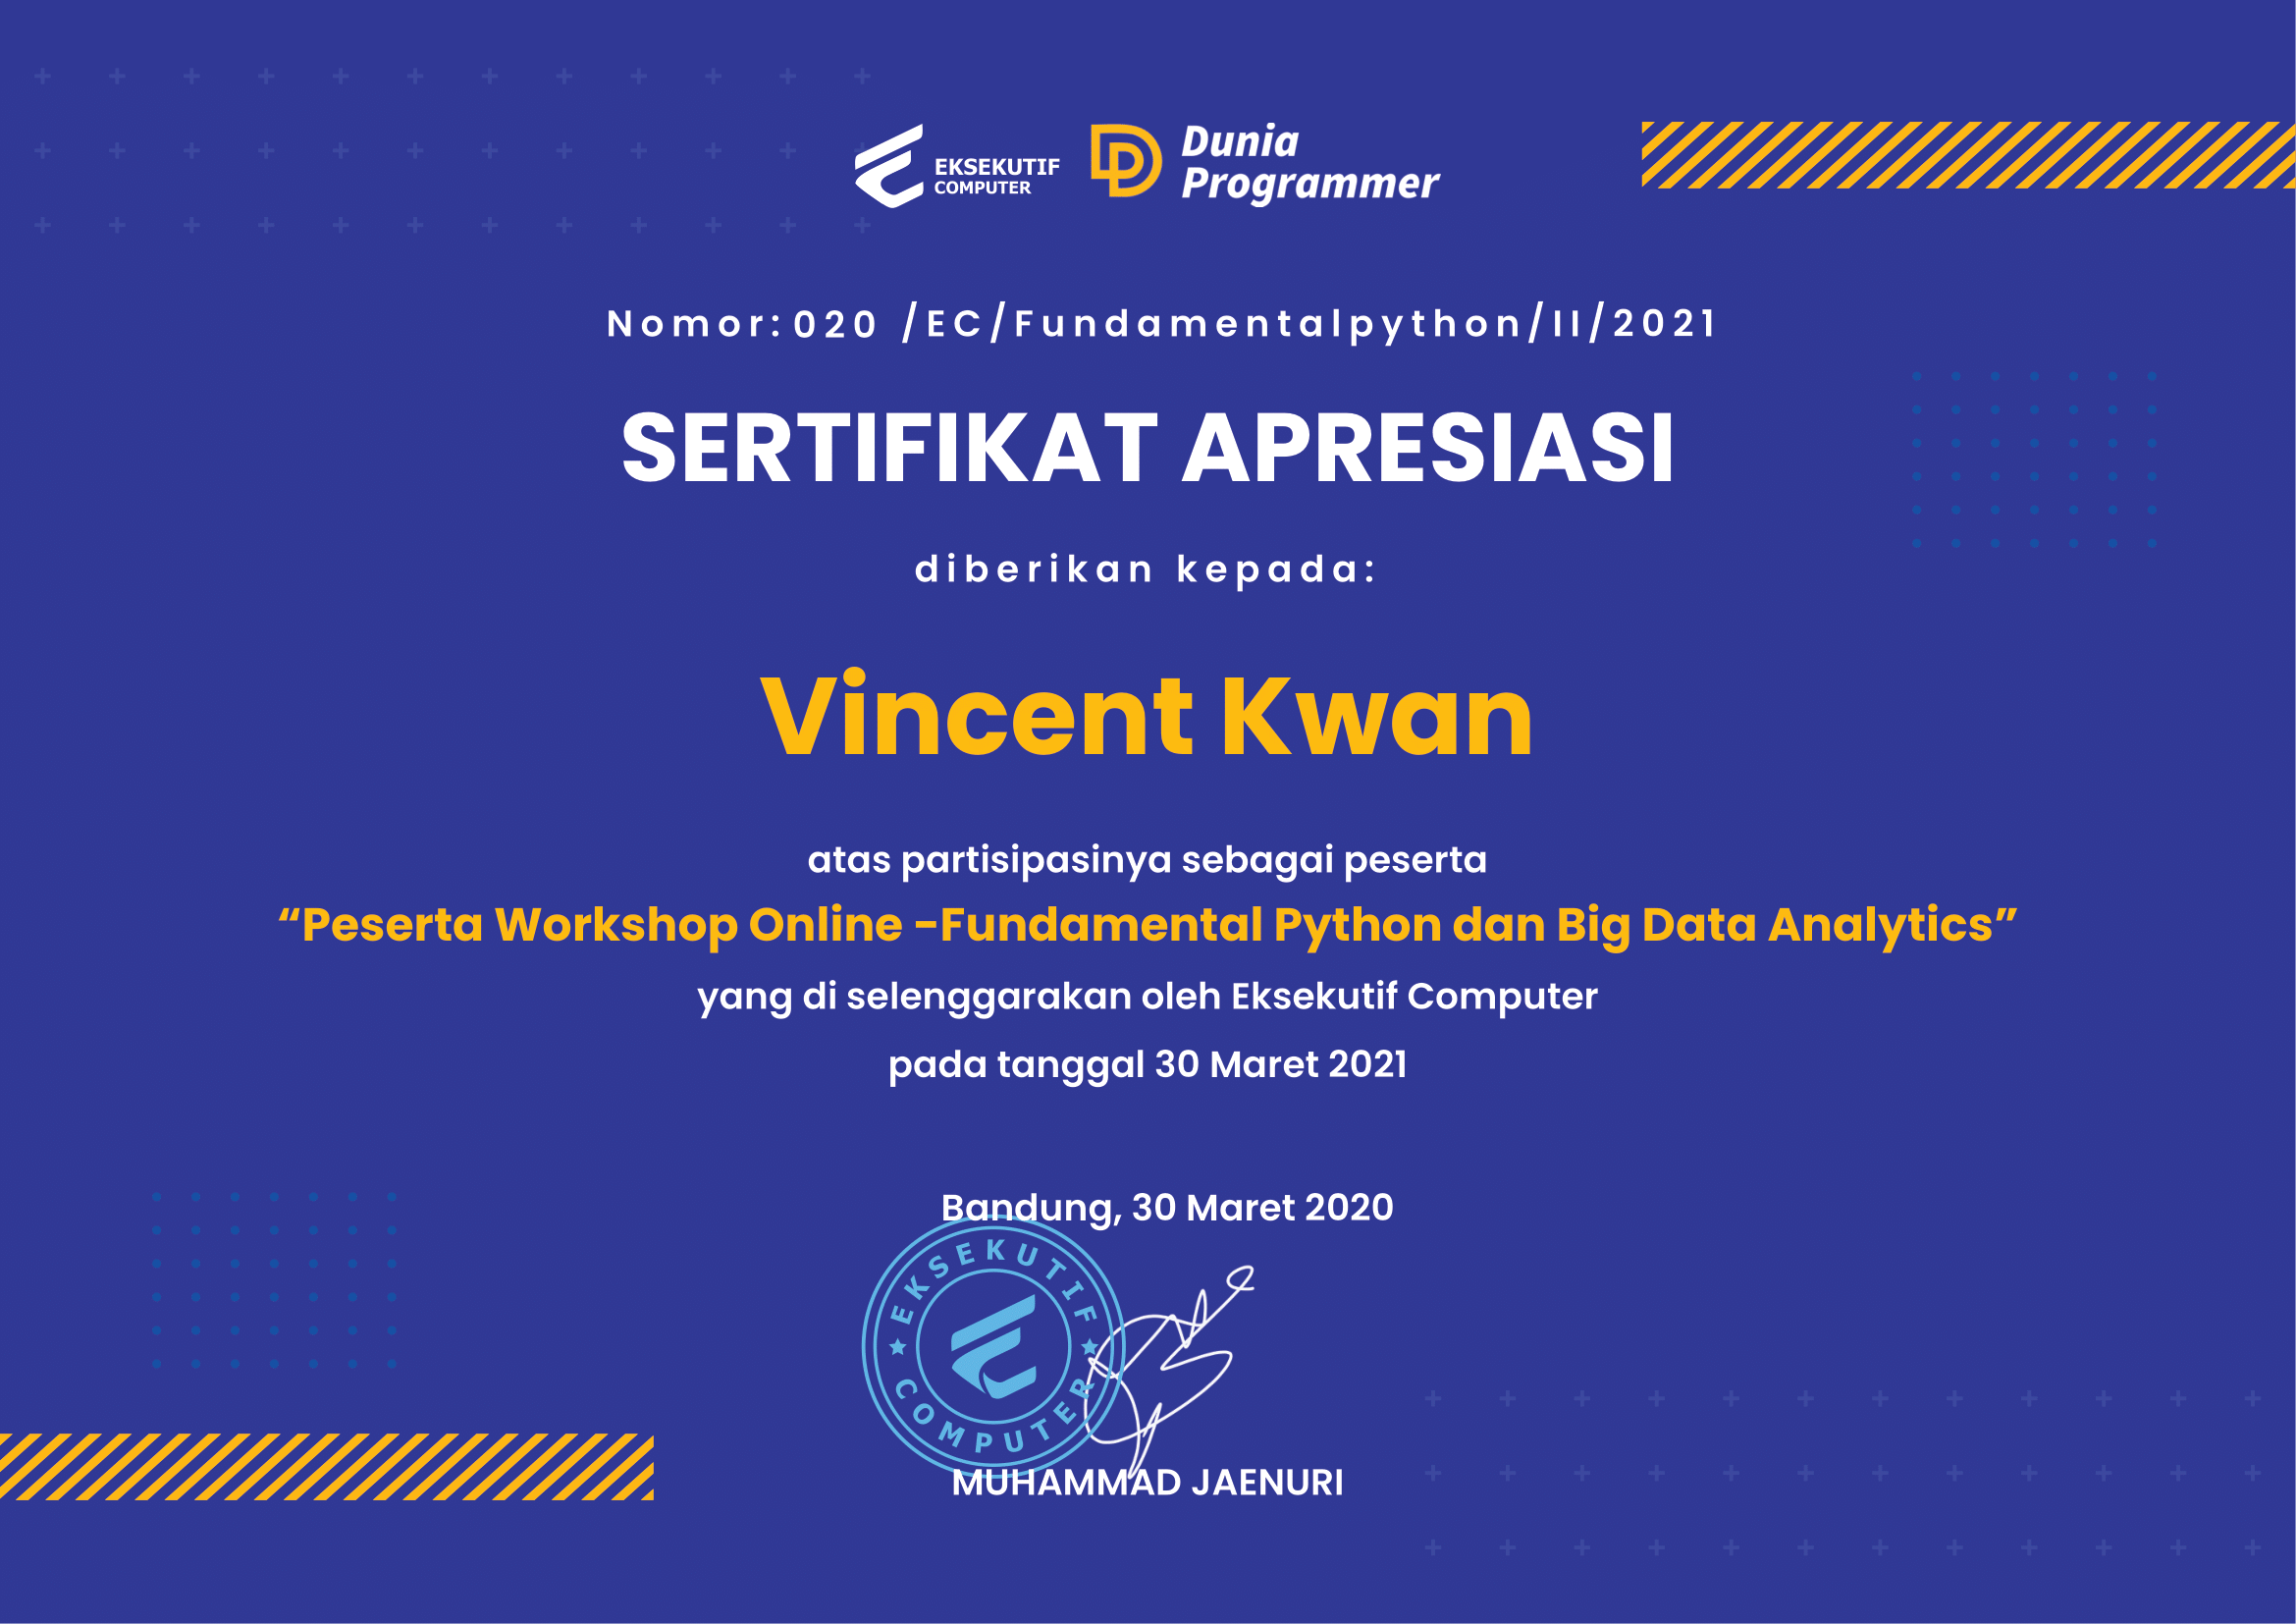 EKSEKUTIF
COMPUTER
Dunia
Programmer
Nomor: 020 /EC/Fundamentalpython/II/2021
SERTIFIKAT APRESIASI
diberikan kepada:
Vincent Kwan
atas partisipasinya sebagai peserta
“Peserta Workshop Online -Fundamental Python dan Big Data Analytics”
yang di selenggarakan oleh Eksekutif Computer
pada tanggal 30 Maret 2021
Bandung, 30 Maret 2020
EKSEKUTIF
COMPUTER
MUHAMMAD JAENURI